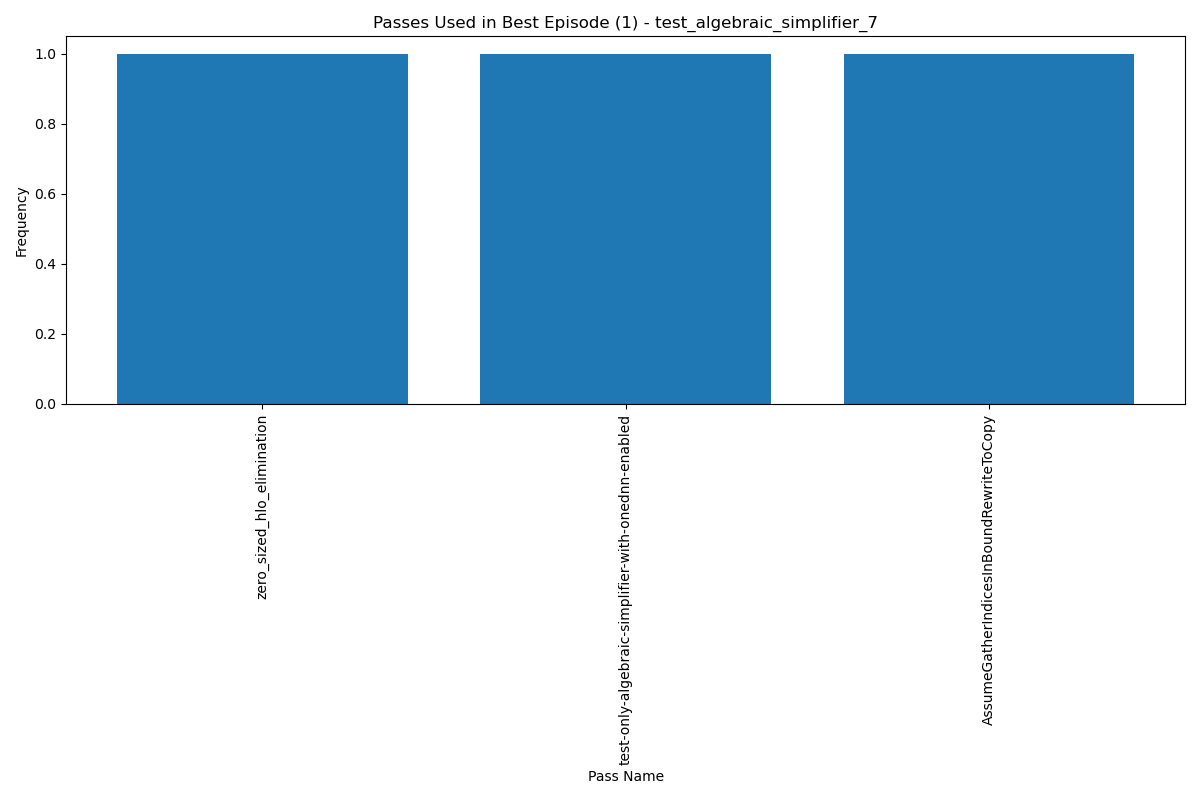 Passes Used in Best Episode (1) - test_algebraic_simplifier_7
1.0
0.8
0.6
0.4
0.2
0.0
Frequency
zero_sized_hlo_elimination
test-only-algebraic-simplifier-with-onednn-enabled
AssumeGatherIndicesInBoundRewriteToCopy
Pass Name